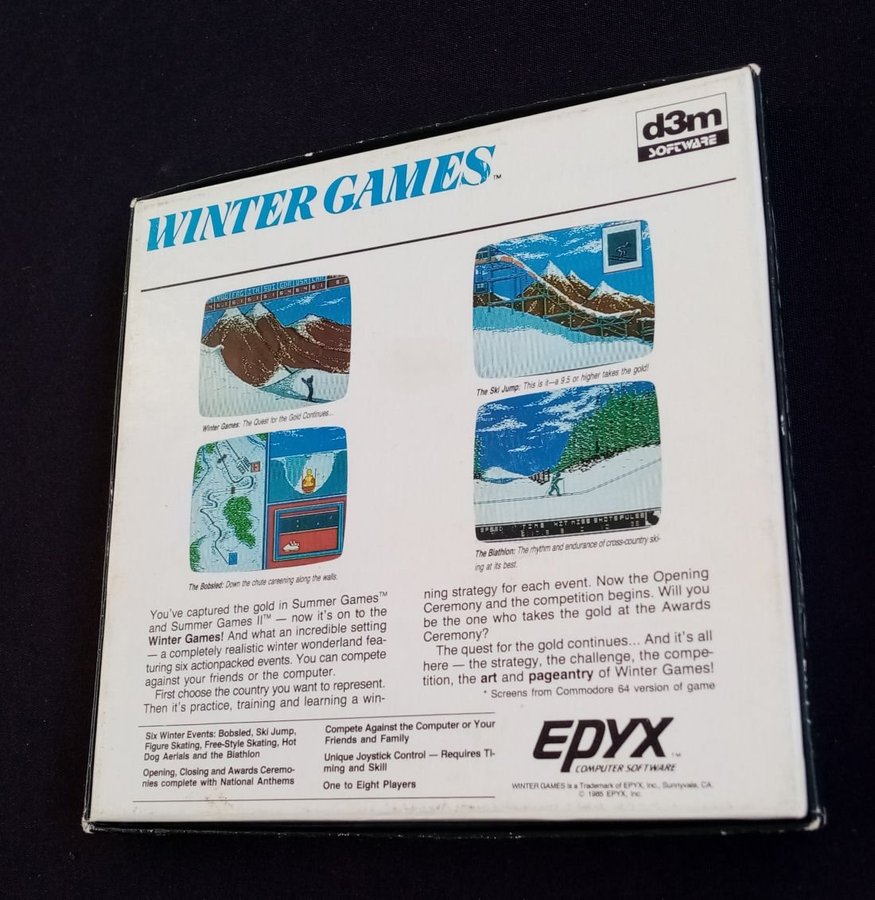 WINTER GAMES™
d3m
SOFTWARE
Winter Games: The Quest for the Gold Continues...
The Ski Jump: This is it—a 9.5 or higher takes the gold!
The Bobsled: Down the chute careening along the walls.
SPEED TIME HIT MISS SHOTS PULSE
The Biathlon: The rhythm and endurance of cross-country ski-
ing at its best.
You've captured the gold in Summer Games™
and Summer Games II™ — now it's on to the
Winter Games! And what an incredible setting
— a completely realistic winter wonderland fea-
turing six actionpacked events. You can compete
against your friends or the computer.
First choose the country you want to represent.
Then it's practice, training and learning a win-
ning strategy for each event. Now the Opening
Ceremony and the competition begins. Will you
be the one who takes the gold at the Awards
Ceremony?
The quest for the gold continues... And it's all
here — the strategy, the challenge, the compe-
tition, the art and pageantry of Winter Games!
* Screens from Commodore 64 version of game
Six Winter Events: Bobsled, Ski Jump,
Figure Skating, Free-Style Skating, Hot
Dog Aerials and the Biathlon
Opening, Closing and Awards Ceremo-
nies complete with National Anthems
Compete Against the Computer or Your
Friends and Family
Unique Joystick Control — Requires Ti-
ming and Skill
One to Eight Players
EPYX™
COMPUTER SOFTWARE
WINTER GAMES is a Trademark of EPYX, Inc., Sunnyvale, CA.
© 1985 EPYX, Inc.